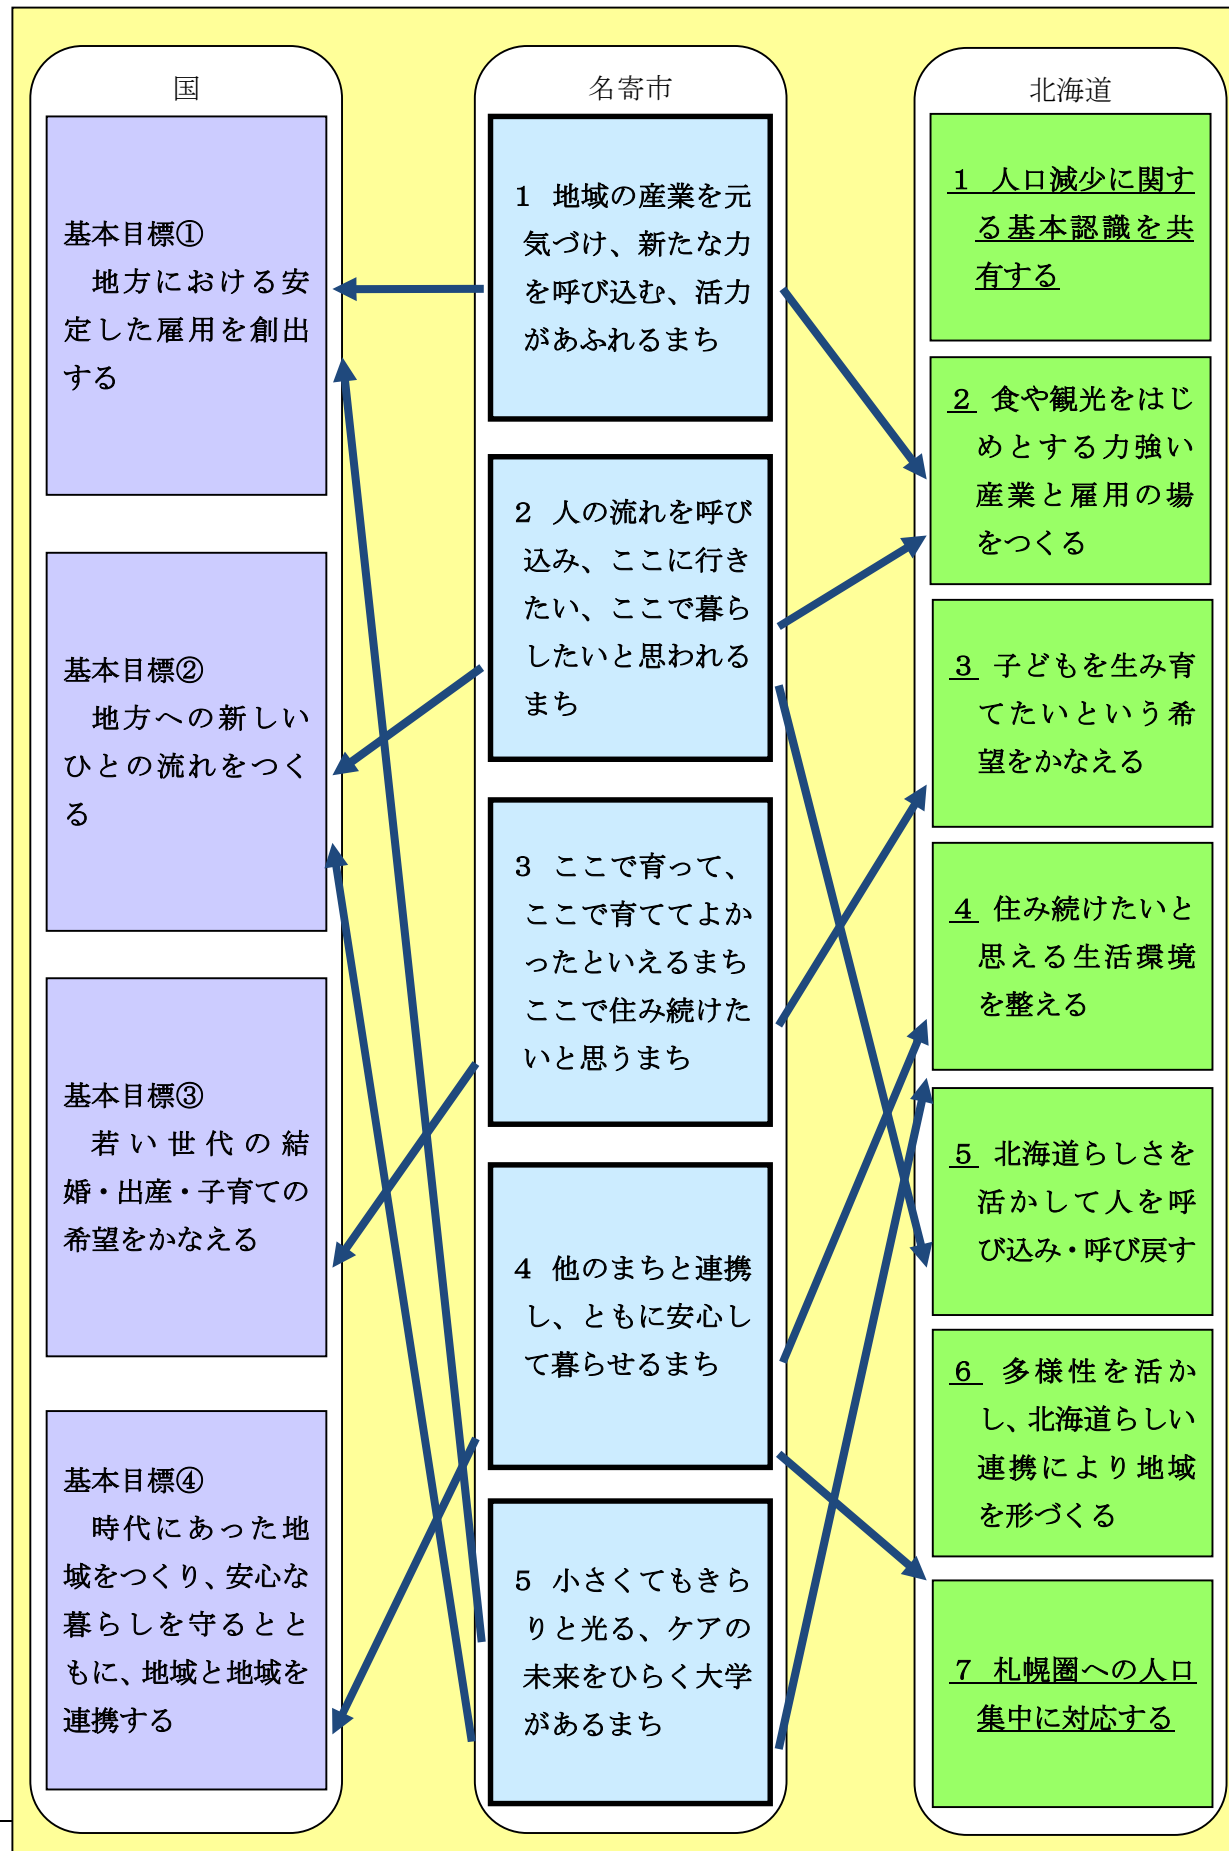 国
基本目標①
地方における安
定した雇用を創出
する
基本目標②
地方への新しい
ひとの流れをつく
る
基本目標③
若い世代の結
婚・出産・子育ての
希望をかなえる
基本目標④
時代にあった地
域をつくり、安心な
暮らしを守るとと
もに、地域と地域を
連携する
名寄市
1 地域の産業を元
気づけ、新たな力
を呼び込む、活力
があふれるまち
2 人の流れを呼び
込み、ここに行き
たい、ここで暮ら
したいと思われる
まち
3 ここで育って、
ここで育ててよか
ったといえるまち
ここで住み続けた
いと思うまち
4 他のまちと連携
し、ともに安心し
て暮らせるまち
5 小さくてもきら
りと光る、ケアの
未来をひらく大学
があるまち
北海道
1 人口減少に関す
る基本認識を共
有する
2 食や観光をはじ
めとする力強い
産業と雇用の場
をつくる
3 子どもを生み育
てたいという希
望をかなえる
4 住み続けたいと
思える生活環境
を整える
5 北海道らしさを
活かして人を呼
び込み・呼び戻す
6 多様性を活か
し、北海道らしい
連携により地域
を形づくる
7 札幌圏への人口
集中に対応する